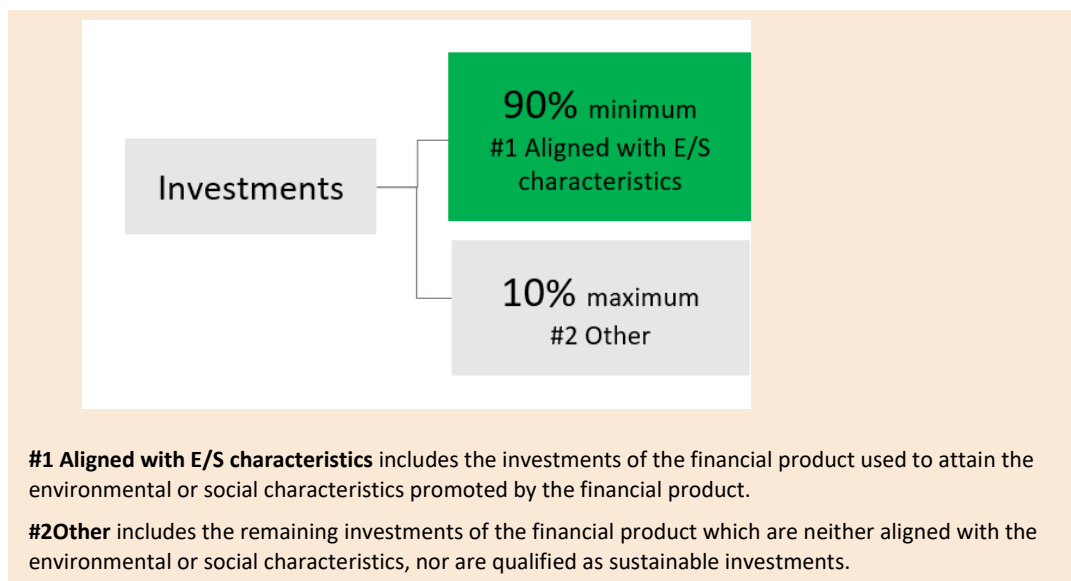 90% minimum
#1 Aligned with E/S
characteristics
Investments
10% maximum
#2 Other
#1 Aligned with E/S characteristics includes the investments of the financial product used to attain the
environmental or social characteristics promoted by the financial product.
#2Other includes the remaining investments of the financial product which are neither aligned with the
environmental or social characteristics, nor are qualified as sustainable investments.